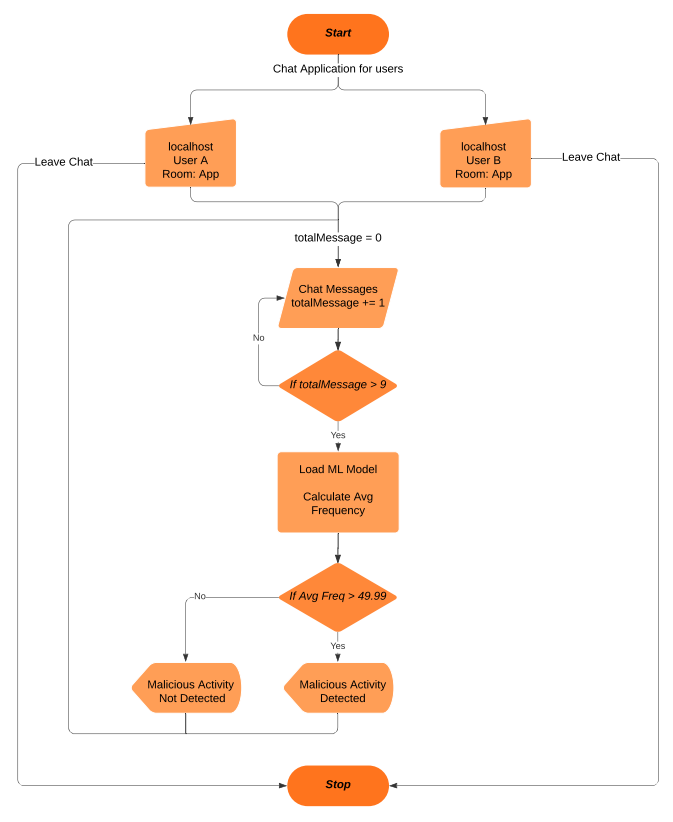 Start
Chat Application for users
localhost
User A
Room: App
localhost
User B
Room: App
Leave Chat
Leave Chat
totalMessage = 0
Chat Messages
totalMessage += 1
No
If totalMessage > 9
Yes
Load ML Model
Calculate Avg
Frequency
If Avg Freq > 49.99
No
Yes
Malicious Activity
Not Detected
Malicious Activity
Detected
Stop